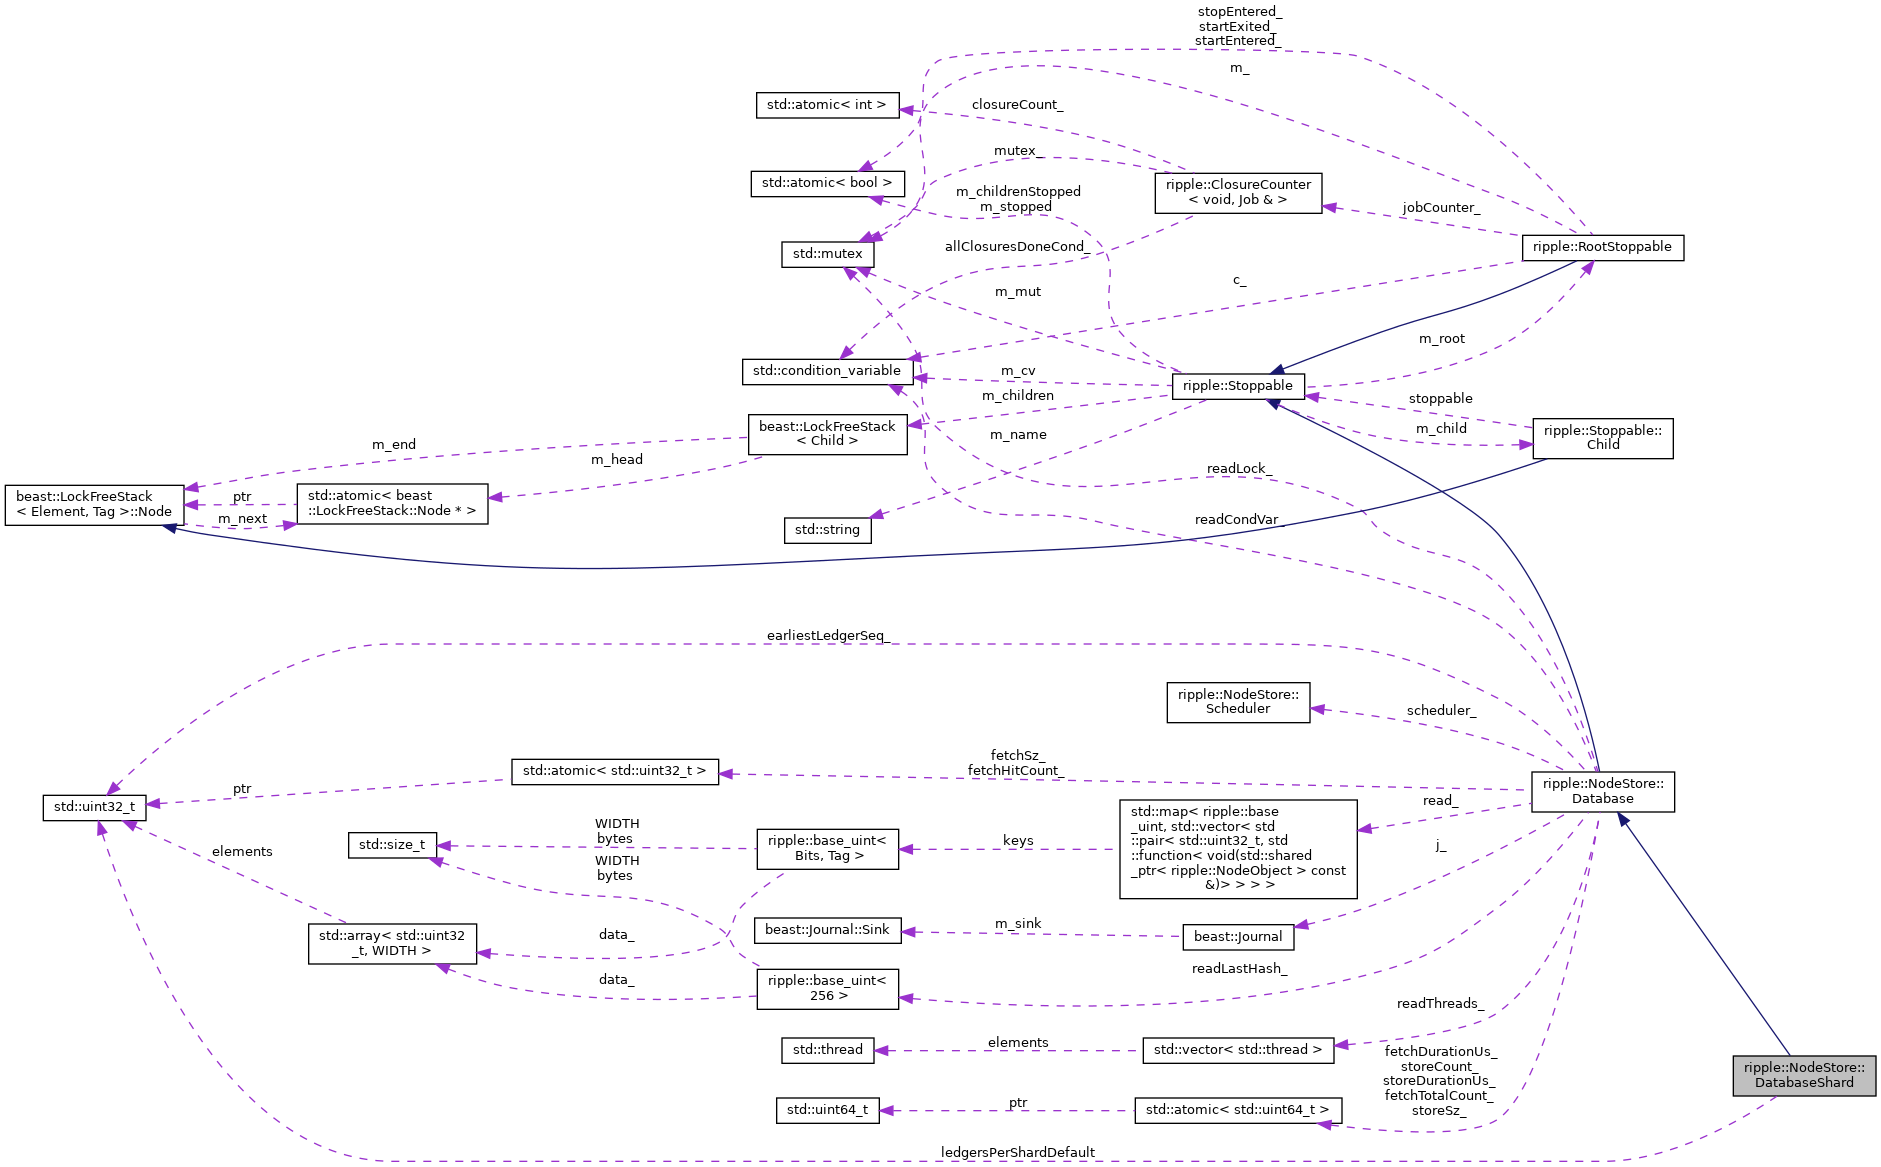 stopEntered_
startExited_
startEntered_
m_
std::atomic< int >
closureCount_
mutex_
std::atomic< bool >
m_childrenStopped
m_stopped
ripple::ClosureCounter
< void, Job & >
jobCounter_
allClosuresDoneCond_
std::mutex
ripple::RootStoppable
c_
m_mut
m_root
std::condition_variable
m_cv
ripple::Stoppable
m_children
stoppable
m_child
beast::LockFreeStack
< Child >
m_name
ripple::Stoppable::
Child
m_end
m_head
readLock_
beast::LockFreeStack
< Element, Tag >::Node
ptr
m_next
std::atomic< beast
::LockFreeStack::Node * >
std::string
readCondVar_
earliestLedgerSeq_
ripple::NodeStore::
Scheduler
scheduler_
fetchSz_
fetchHitCount_
std::atomic< std::uint32_t >
ptr
std::uint32_t
ripple::NodeStore::
Database
read_
std::map< ripple::base
_uint, std::vector< std
::pair< std::uint32_t, std
::function< void(std::shared
_ptr< ripple::NodeObject > const
&)> > > >
keys
ripple::base_uint<
Bits, Tag >
WIDTH
bytes
WIDTH
bytes
std::size_t
elements
j_
std::array< std::uint32
_t, WIDTH >
data_
beast::Journal::Sink
m_sink
beast::Journal
data_
ripple::base_uint<
256 >
readLastHash_
readThreads_
std::thread
elements
std::vector< std::thread >
fetchDurationUs_
storeCount_
storeDurationUs_
fetchTotalCount_
storeSz_
ripple::NodeStore::
DatabaseShard
std::uint64_t
ptr
std::atomic< std::uint64_t >
ledgersPerShardDefault